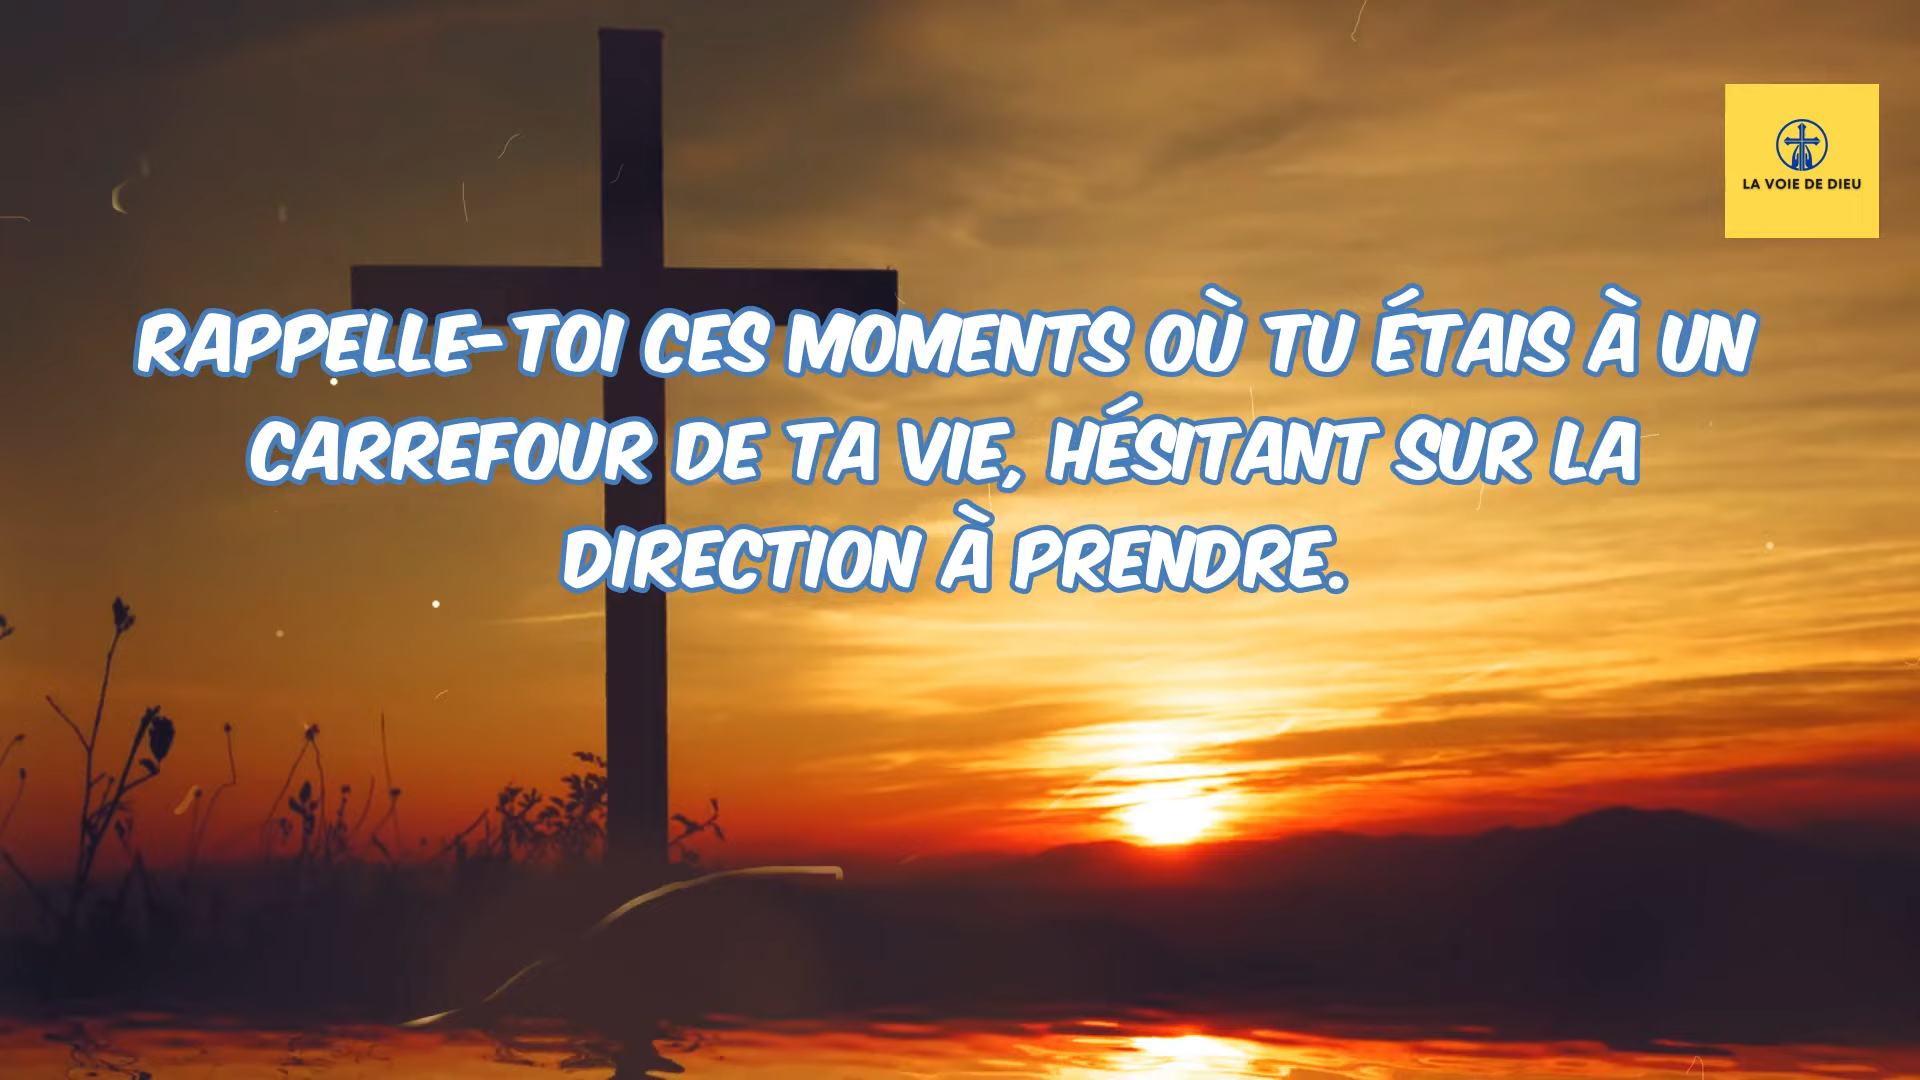 LA VOIE DE DIEU
RAPPELLE-TOI CES MOMENTS OÙ TU ÉTAIS À UN
CARREFOUR DE TA VIE, HÉSITANT SUR LA
DIRECTION À PRENDRE.